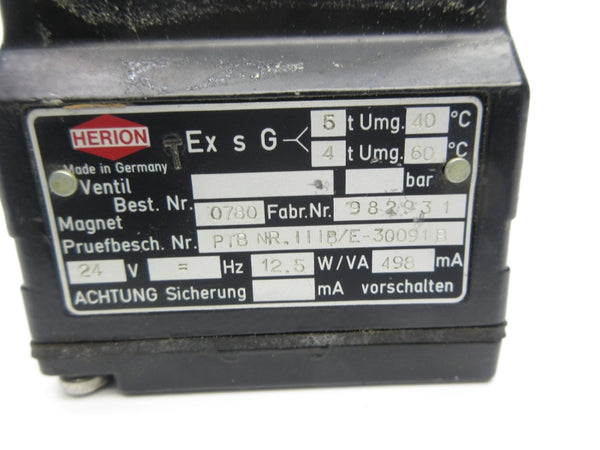 HERION
Ex s G 5 t Umg. 40 °C
4 t Umg. 60 °C
Made in Germany
Ventil bar
Best. Nr. 0780 Fabr.Nr. 982931
Magnet
Pruefbesch. Nr. PTB NR. III B/E-30091 B
24 V = Hz 12.5 W/VA 498 mA
ACHTUNG Sicherung mA vorschalten